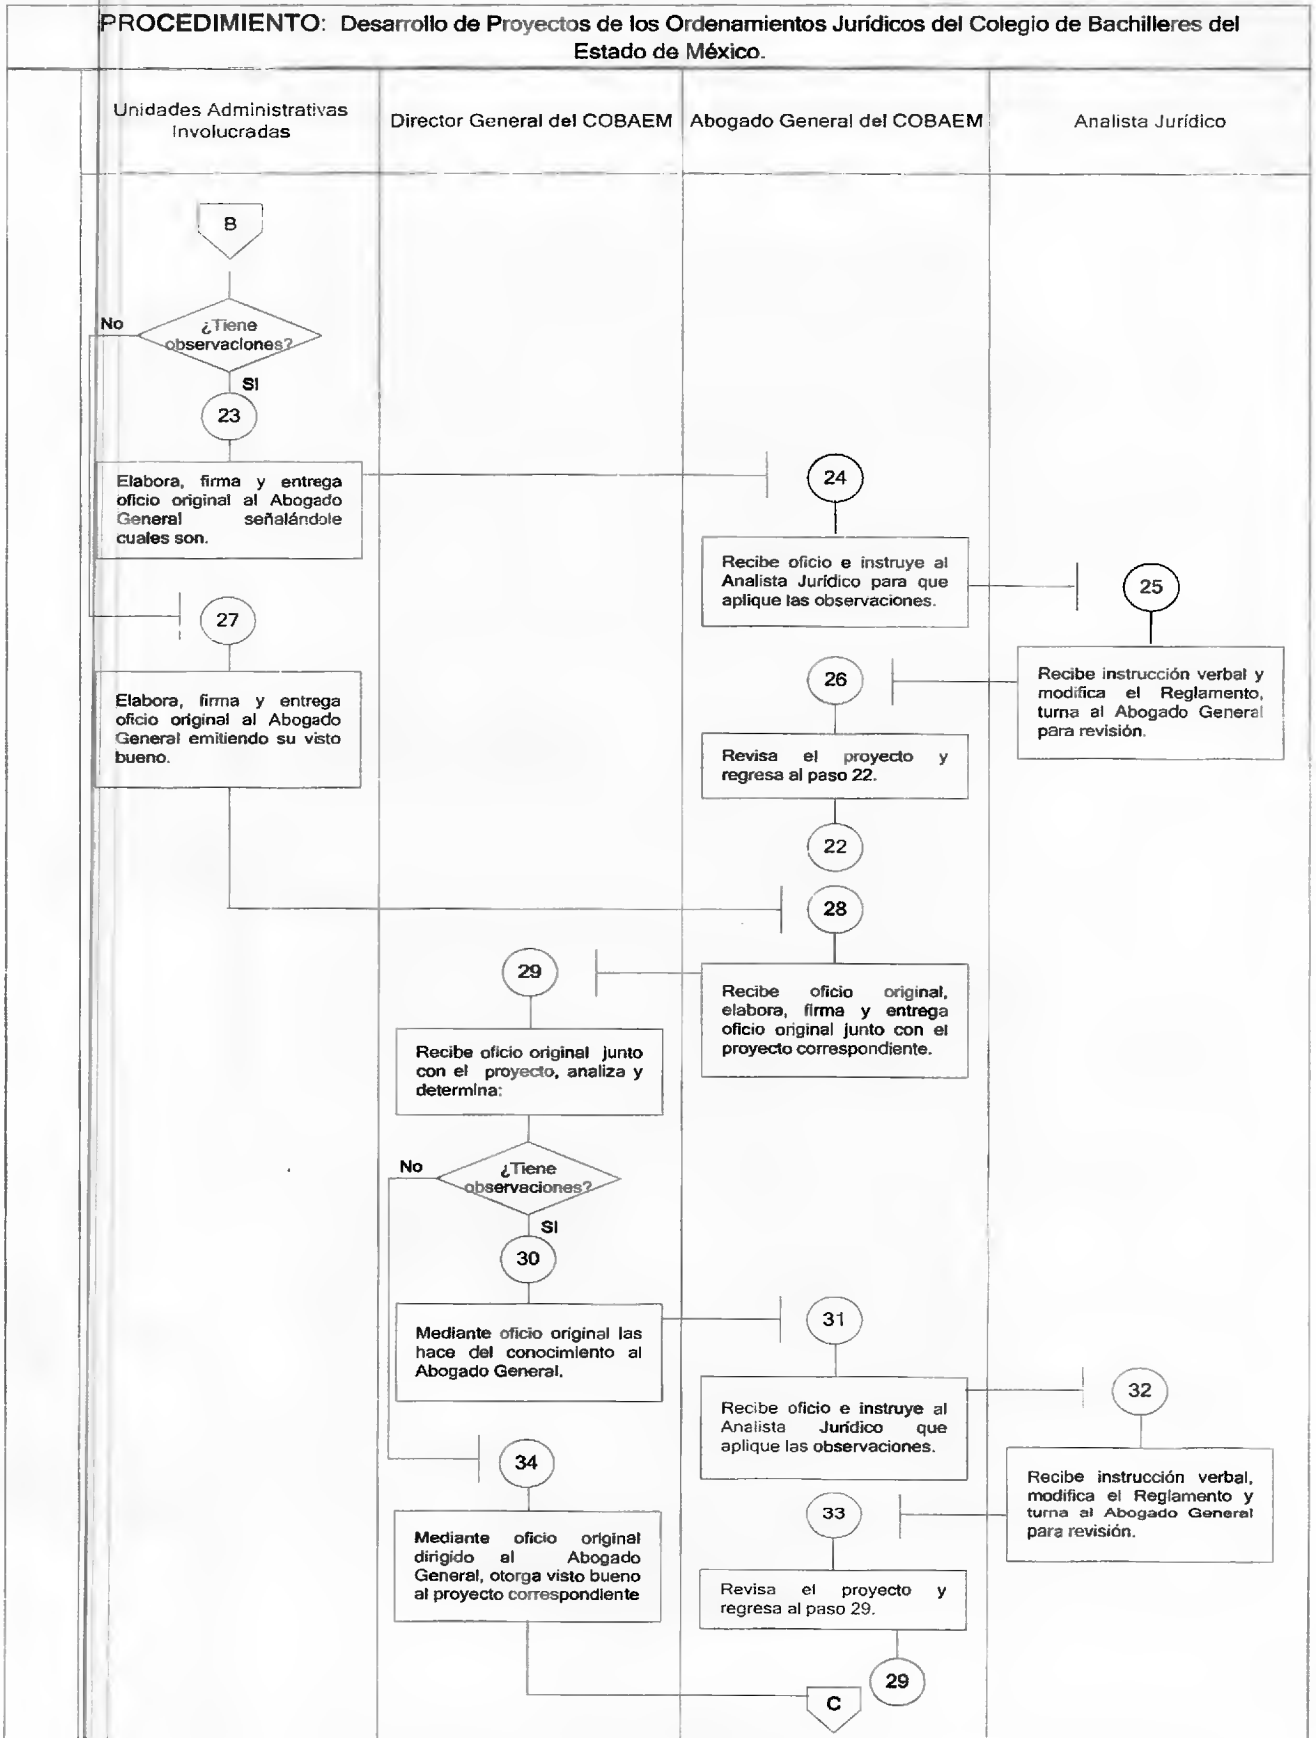 PROCEDIMIENTO: Desarrollo de Proyectos de los Ordenamientos Jurídicos del Colegio de Bachilleres del
Estado de México.
Unidades Administrativas
Involucradas
Director General del COBAEM
Abogado General del COBAEM
Analista Jurídico
B
No
¿Tiene
observaciones?
SI
23
Elabora, firma y entrega
oficio original al Abogado
General señalándole
cuales son.
24
Recibe oficio e instruye al
Analista Jurídico para que
aplique las observaciones.
25
Recibe instrucción verbal y
modifica el Reglamento,
turna al Abogado General
para revisión.
26
Revisa el proyecto y
regresa al paso 22.
22
27
Elabora, firma y entrega
oficio original al Abogado
General emitiendo su visto
bueno.
28
Recibe oficio original,
elabora, firma y entrega
oficio original junto con el
proyecto correspondiente.
29
Recibe oficio original junto
con el proyecto, analiza y
determina:
No
¿Tiene
observaciones?
SI
30
Mediante oficio original las
hace del conocimiento al
Abogado General.
31
Recibe oficio e instruye al
Analista Jurídico que
aplique las observaciones.
32
Recibe instrucción verbal,
modifica el Reglamento y
turna al Abogado General
para revisión.
33
Revisa el proyecto y
regresa al paso 29.
29
34
Mediante oficio original
dirigido al Abogado
General, otorga visto bueno
al proyecto correspondiente
C